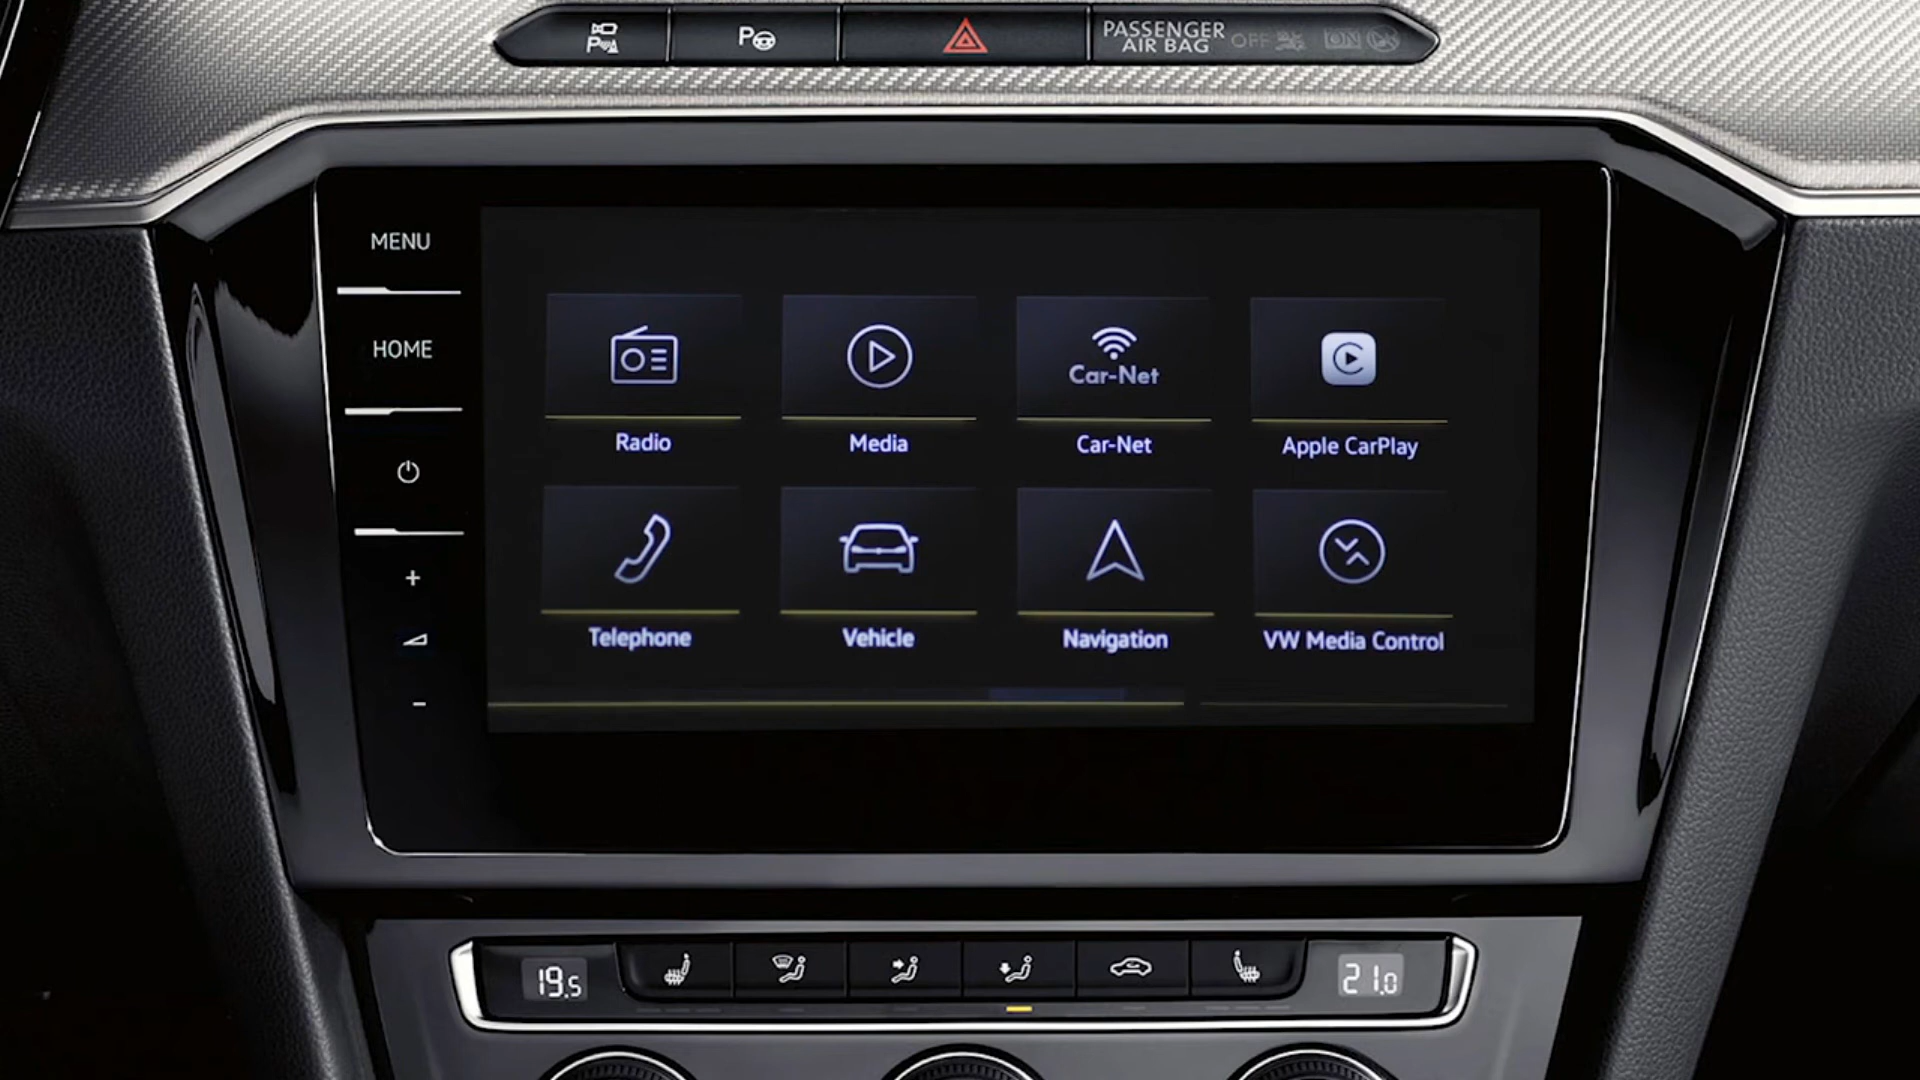 P
P
PASSENGER
AIR BAG OFF ON
MENU
HOME
+
-
Car-Net
Radio
Media
Car-Net
Apple CarPlay
Telephone
Vehicle
Navigation
VW Media Control
19.5
21.0